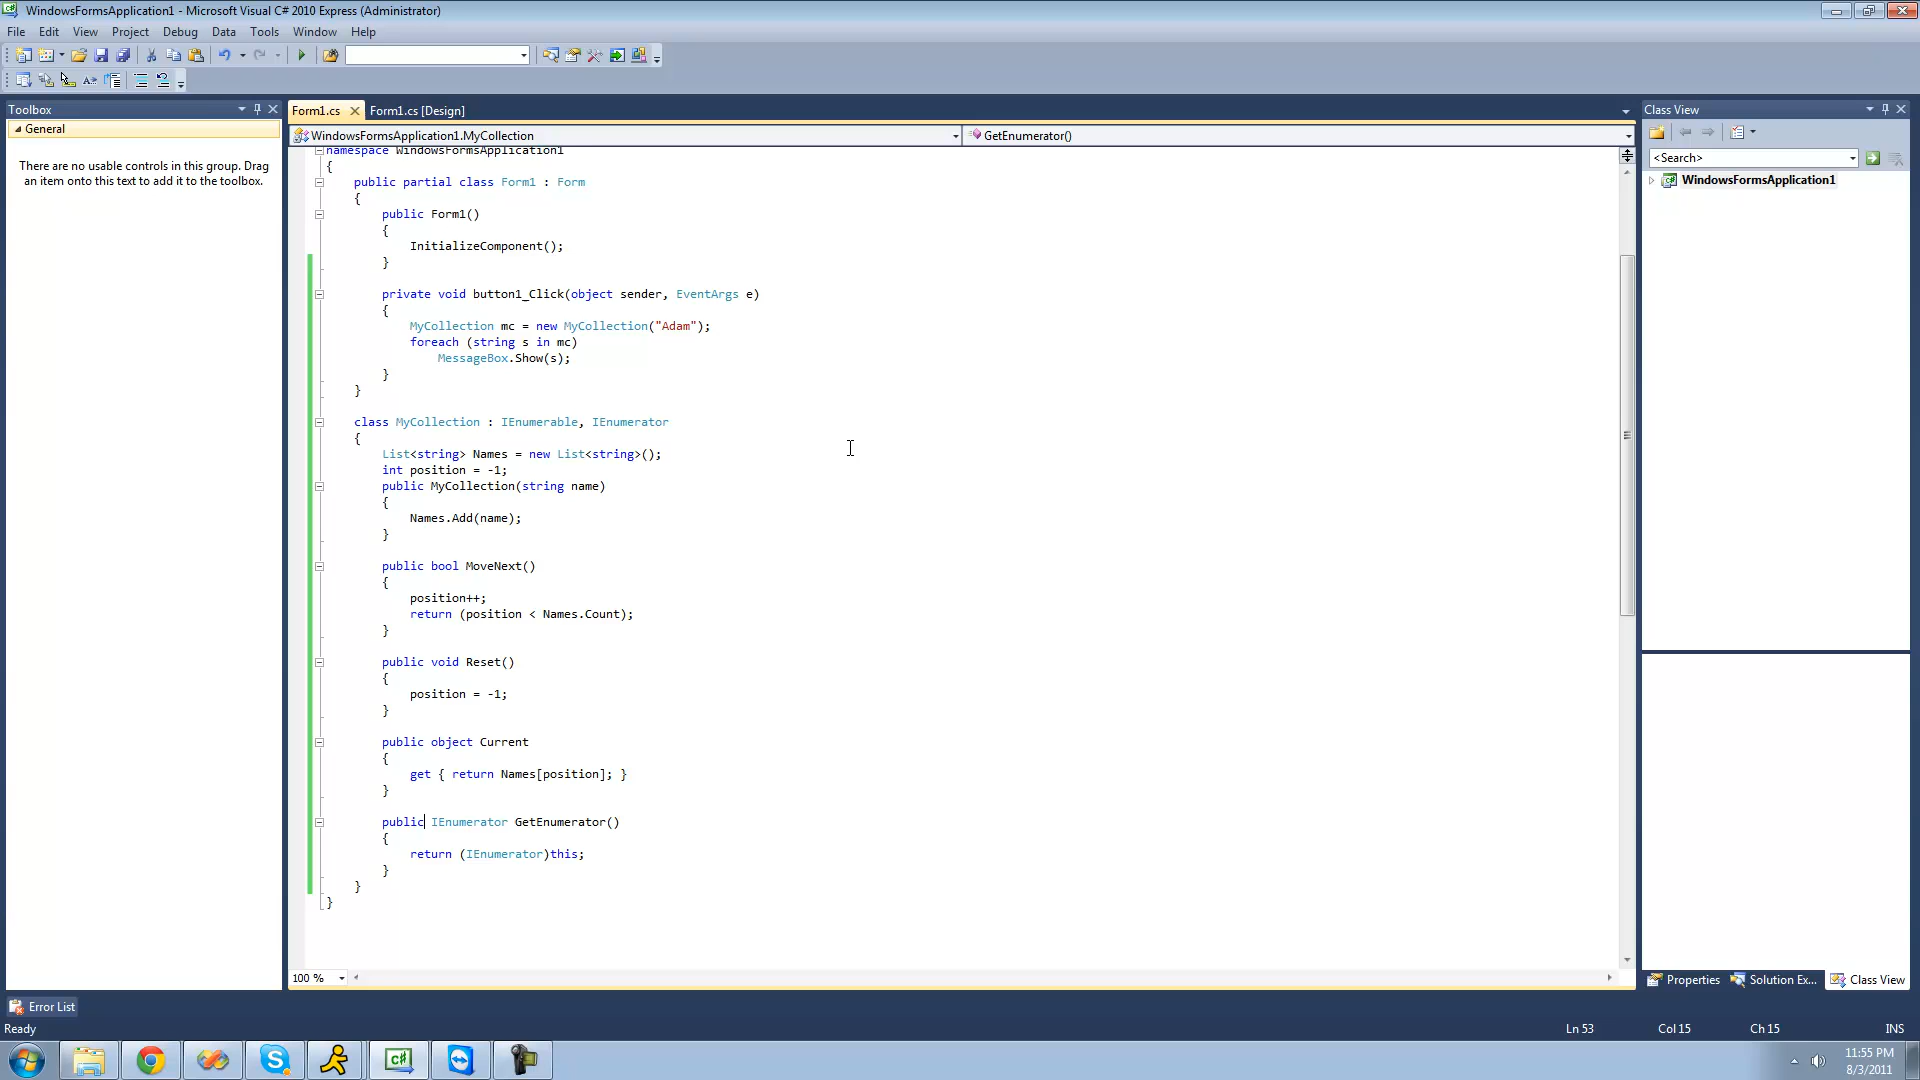 WindowsFormsApplication1 - Microsoft Visual C# 2010 Express (Administrator)
File Edit View Project Debug Data Tools Window Help
Toolbox
General
There are no usable controls in this group. Drag
an item onto this text to add it to the toolbox.
Form1.cs Form1.cs [Design]
WindowsFormsApplication1.MyCollection GetEnumerator()
namespace WindowsFormsApplication1
{
public partial class Form1 : Form
{
public Form1()
{
InitializeComponent();
}
private void button1_Click(object sender, EventArgs e)
{
MyCollection mc = new MyCollection("Adam");
foreach (string s in mc)
MessageBox.Show(s);
}
}
class MyCollection : IEnumerable, IEnumerator
{
List<string> Names = new List<string>();
int position = -1;
public MyCollection(string name)
{
Names.Add(name);
}
public bool MoveNext()
{
position++;
return (position < Names.Count);
}
public void Reset()
{
position = -1;
}
public object Current
{
get { return Names[position]; }
}
public IEnumerator GetEnumerator()
{
return (IEnumerator)this;
}
}
}
100 %
Class View
<Search>
WindowsFormsApplication1
Properties Solution Ex... Class View
Error List
Ready Ln 53 Col 15 Ch 15 INS
11:55 PM
8/3/2011